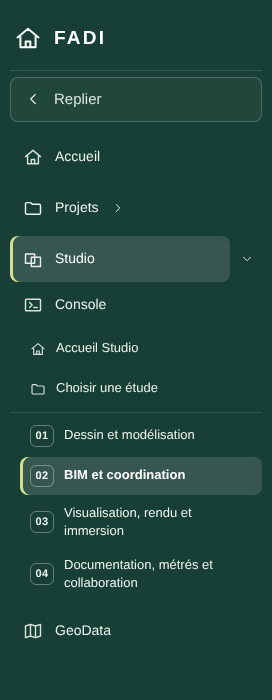 FADI
Replier
Accueil
Projets
Studio
Console
Accueil Studio
Choisir une étude
01 Dessin et modélisation
02 BIM et coordination
03 Visualisation, rendu et
immersion
04 Documentation, métrés et
collaboration
GeoData